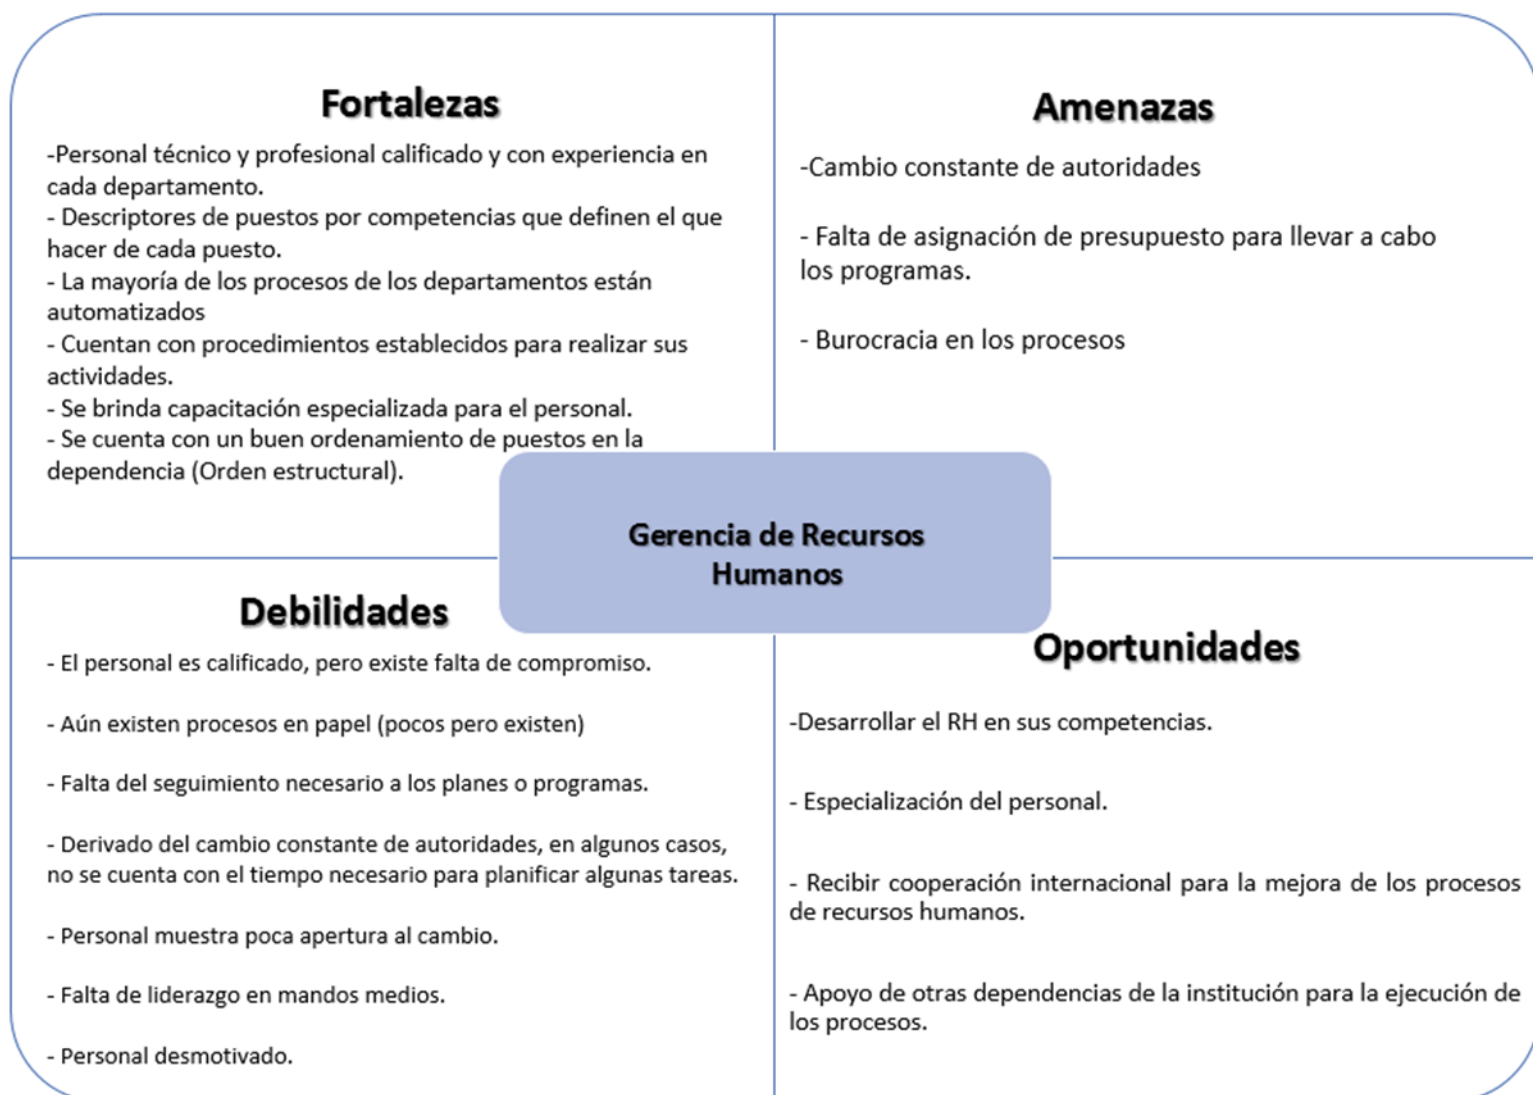 Fortalezas
-Personal técnico y profesional calificado y con experiencia en
cada departamento.
- Descriptores de puestos por competencias que definen el que
hacer de cada puesto.
- La mayoría de los procesos de los departamentos están
automatizados
- Cuentan con procedimientos establecidos para realizar sus
actividades.
- Se brinda capacitación especializada para el personal.
- Se cuenta con un buen ordenamiento de puestos en la
dependencia (Orden estructural).
Amenazas
-Cambio constante de autoridades
- Falta de asignación de presupuesto para llevar a cabo
los programas.
- Burocracia en los procesos
Gerencia de Recursos
Humanos
Debilidades
- El personal es calificado, pero existe falta de compromiso.
- Aún existen procesos en papel (pocos pero existen)
- Falta del seguimiento necesario a los planes o programas.
- Derivado del cambio constante de autoridades, en algunos casos,
no se cuenta con el tiempo necesario para planificar algunas tareas.
- Personal muestra poca apertura al cambio.
- Falta de liderazgo en mandos medios.
- Personal desmotivado.
Oportunidades
-Desarrollar el RH en sus competencias.
- Especialización del personal.
- Recibir cooperación internacional para la mejora de los procesos
de recursos humanos.
- Apoyo de otras dependencias de la institución para la ejecución de
los procesos.